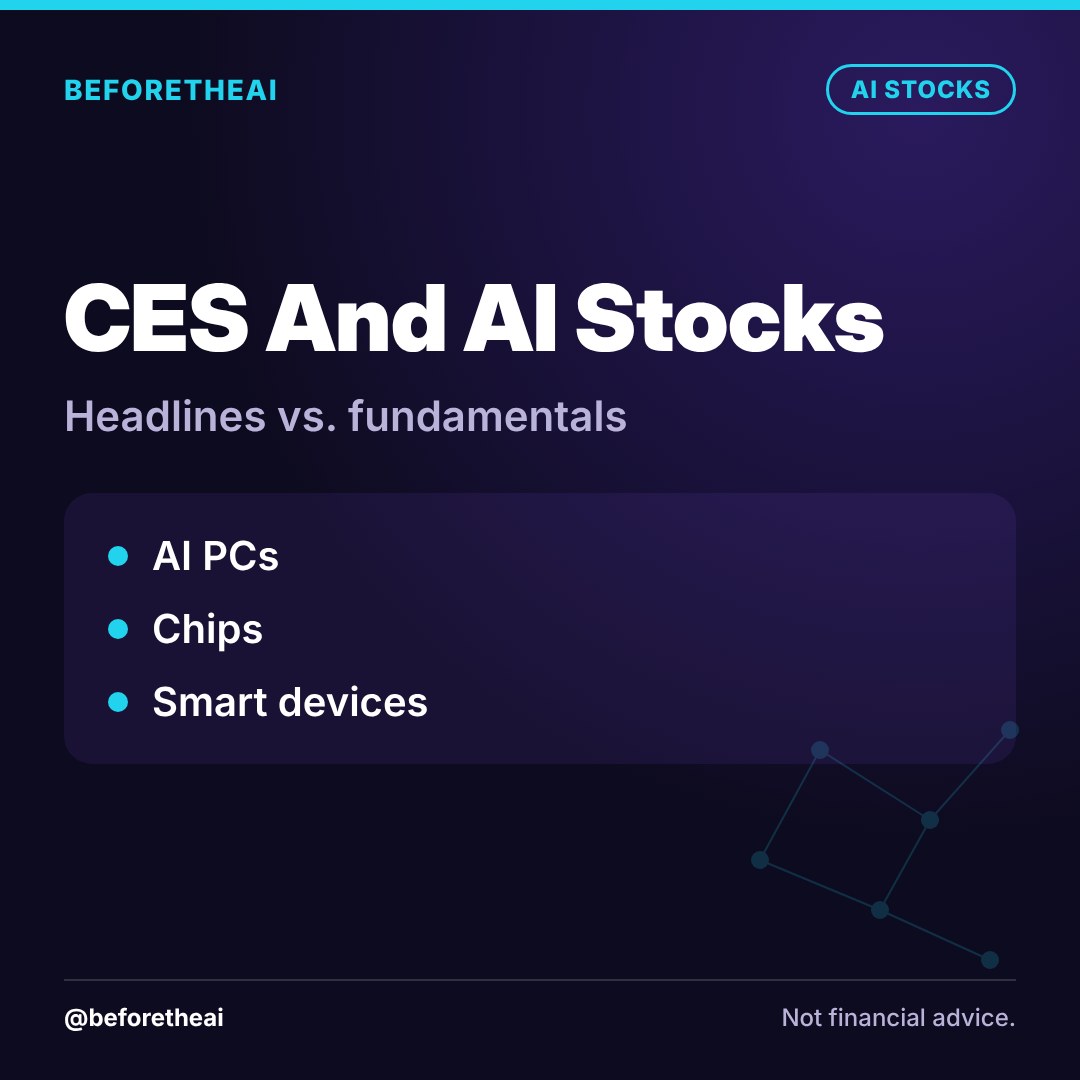 BEFORETHEAI
AI STOCKS
CES And AI Stocks
Headlines vs. fundamentals
AI PCs
Chips
Smart devices
@beforetheai
Not financial advice.